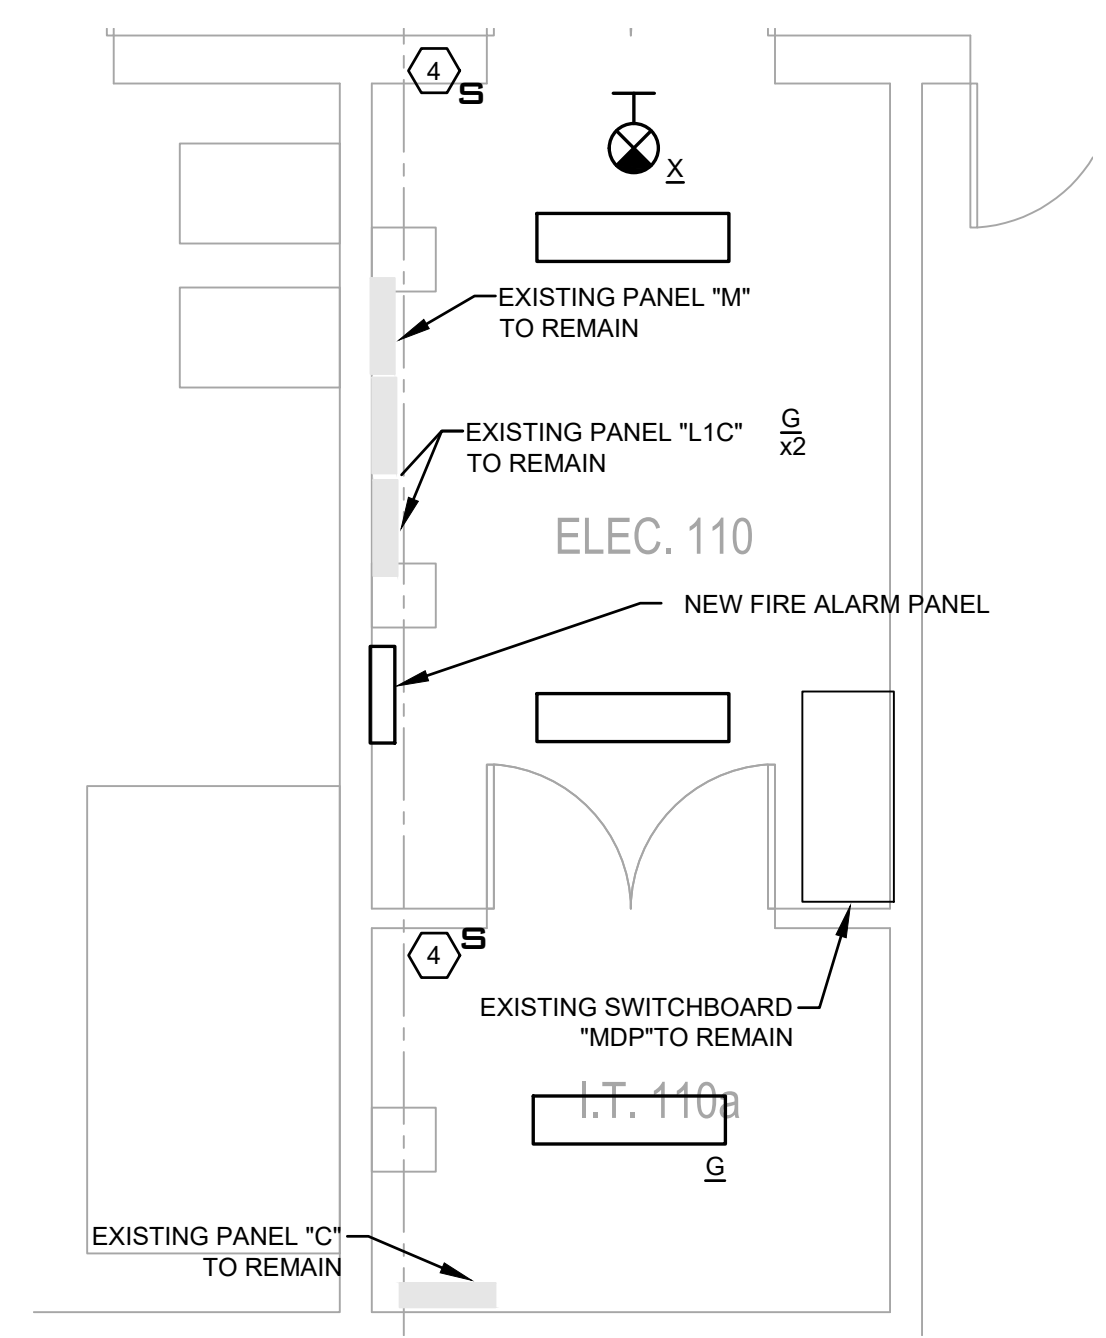 4
S
X
EXISTING PANEL "M"
TO REMAIN
EXISTING PANEL "L1C"
TO REMAIN
G
x2
ELEC. 110
NEW FIRE ALARM PANEL
4
S
EXISTING SWITCHBOARD
"MDP"TO REMAIN
I.T. 110a
G
EXISTING PANEL "C"
TO REMAIN